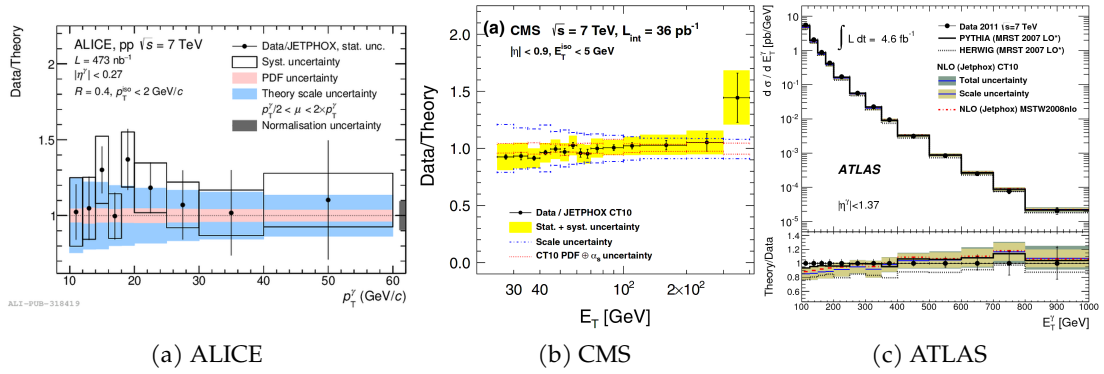 ALICE, pp √s = 7 TeV
L = 473 nb⁻¹
|η^γ| < 0.27
R = 0.4, p_T^iso < 2 GeV/c
Data/JETPHOX, stat. unc.
Syst. uncertainty
PDF uncertainty
Theory scale uncertainty
p_T^γ/2 < μ < 2×p_T^γ
Normalisation uncertainty
Data/Theory
2
1.5
1
10 20 30 40 50 60
p_T^γ (GeV/c)
ALI-PUB-318419
(a) ALICE
(a) CMS √s = 7 TeV, L_int = 36 pb⁻¹
|η| < 0.9, E_T^iso < 5 GeV
Data/Theory
2.0
1.5
1.0
0.5
0.0
Data / JETPHOX CT10
Stat. + syst. uncertainty
Scale uncertainty
CT10 PDF ⊕ α_s uncertainty
30 40 10² 2×10²
E_T [GeV]
(b) CMS
dσ / dE_T^γ [pb/GeV]
10
1
10⁻¹
10⁻²
10⁻³
10⁻⁴
10⁻⁵
∫ L dt = 4.6 fb⁻¹
Data 2011 √s=7 TeV
PYTHIA (MRST 2007 LO*)
HERWIG (MRST 2007 LO*)
NLO (Jetphox) CT10
Total uncertainty
Scale uncertainty
NLO (Jetphox) MSTW2008nlo
ATLAS
|η^γ|<1.37
Theory/Data
1.4
1.2
1.0
0.8
0.6
100 200 300 400 500 600 700 800 900 1000
E_T^γ [GeV]
(c) ATLAS